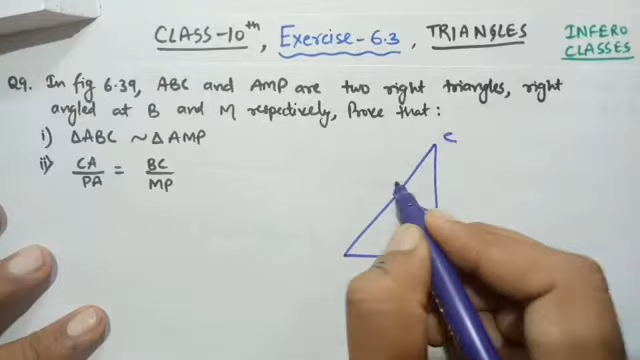 CLASS-10th, Exercise-6.3, TRIANGLES
INFERO
CLASSES
Q9. In fig 6.39, ABC and AMP are two right triangles, right
angled at B and M respectively, Prove that:
i) ΔABC ~ ΔAMP
ii) CA/PA = BC/MP
C